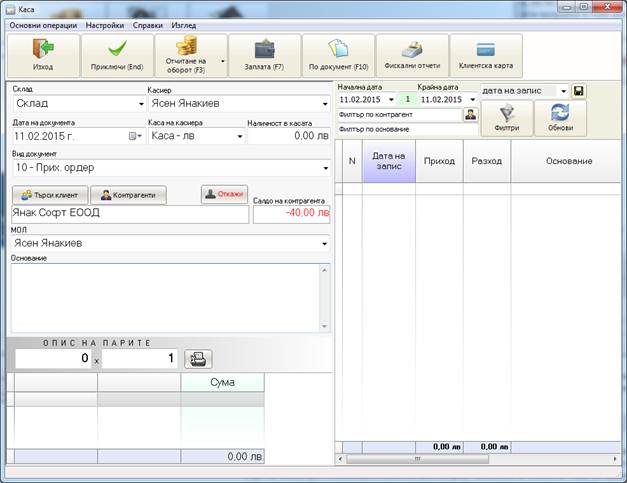 Каса
Основни операции Настройки Справки Изглед
Изход
Приключи (End)
Отчитане на оборот (F3)
Заплата (F7)
По документ (F10)
Фискални отчети
Клиентска карта
Склад Касиер
Склад Ясен Янакиев
Дата на документа Каса на касиера Наличност в касата
11.02.2015 г. Каса - лв 0,00 лв
Вид документ
10 - Прих. ордер
Търси клиент Контрагенти Откажи Салдо на контрагента
Янак Софт ЕООД -40,00 лв
МОЛ
Ясен Янакиев
Основание
ОПИС НА ПАРИТЕ
0 x 1
Сума
0,00 лв
Начална дата Крайна дата дата на запис
11.02.2015 1 11.02.2015
Филтър по контрагент
Филтър по основание
Филтри Обнови
N Дата на запис Приход Разход Основание
0,00 лв 0,00 лв